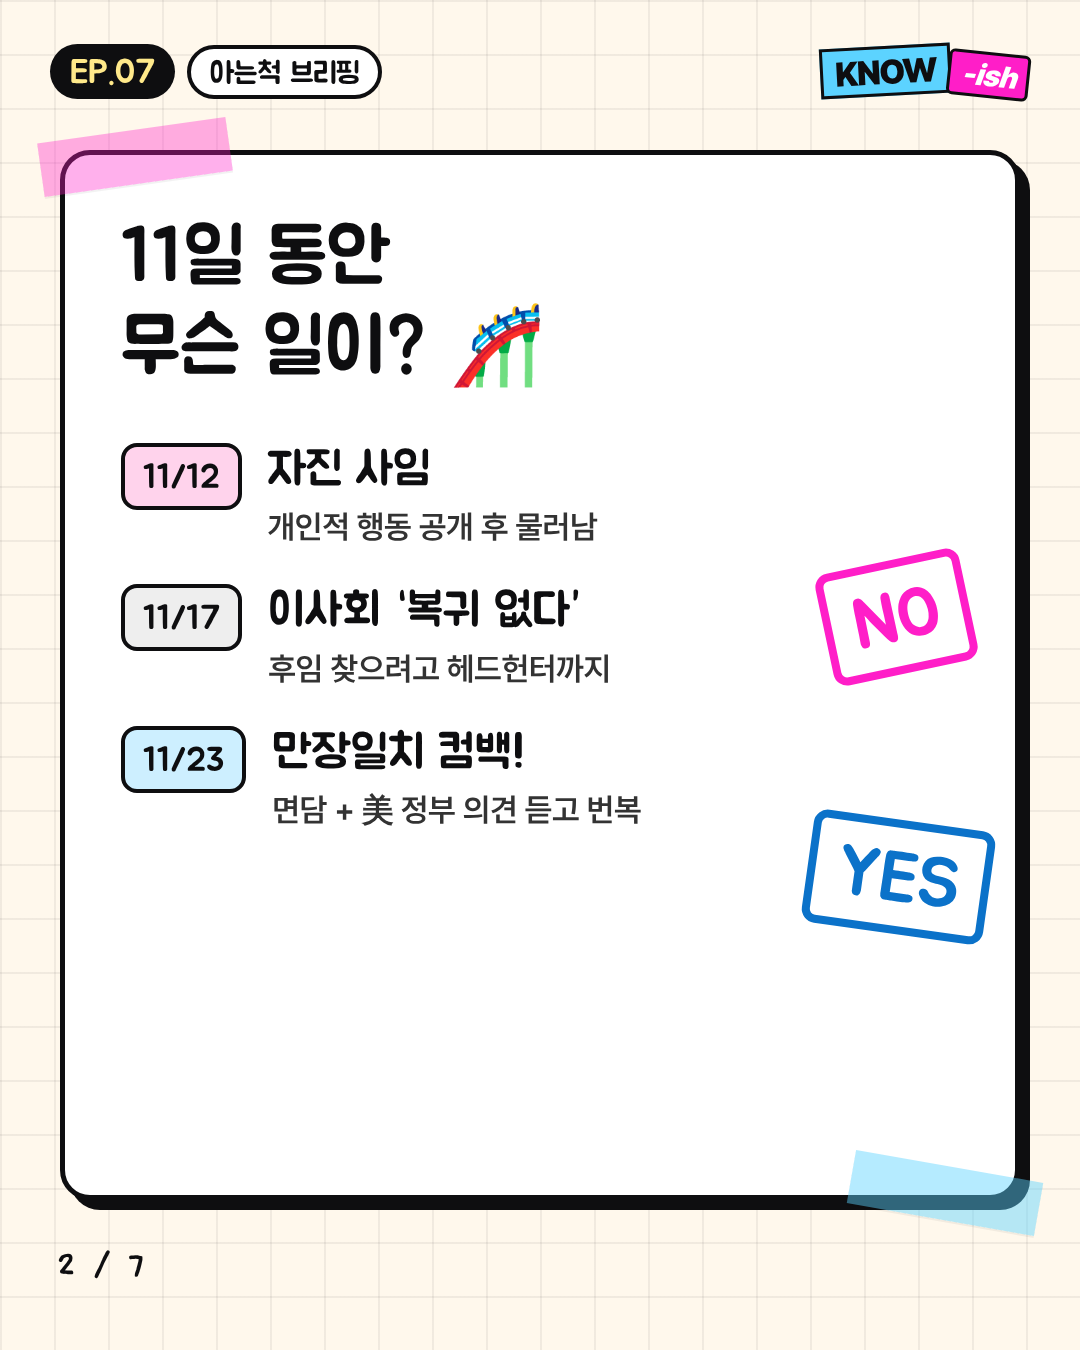 EP.07
아는척 브리핑
KNOW
-ish
11일 동안
무슨 일이?
11/12
자진 사임
개인적 행동 공개 후 물러남
11/17
이사회 '복귀 없다'
후임 찾으려고 헤드헌터까지
NO
11/23
만장일치 컴백!
면담 + 美 정부 의견 듣고 번복
YES
2 / 7